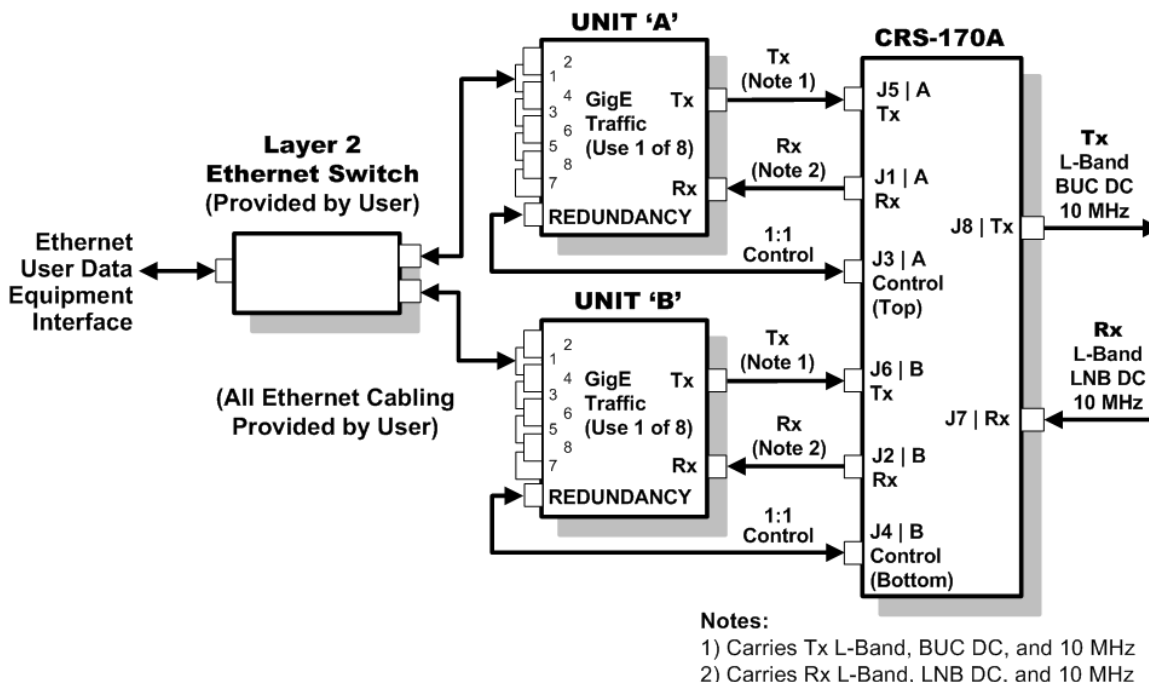 UNIT ‘A’
CRS-170A
2
1
4
3
6
5
8
7
GigE
Traffic
(Use 1 of 8)
Tx
Rx
REDUNDANCY
Tx
(Note 1)
Rx
(Note 2)
1:1
Control
J5 | A
Tx
J1 | A
Rx
J3 | A
Control
(Top)
Layer 2
Ethernet Switch
(Provided by User)
Ethernet
User Data
Equipment
Interface
(All Ethernet Cabling
Provided by User)
UNIT ‘B’
2
1
4
3
6
5
8
7
GigE
Traffic
(Use 1 of 8)
Tx
Rx
REDUNDANCY
Tx
(Note 1)
Rx
(Note 2)
1:1
Control
J6 | B
Tx
J2 | B
Rx
J4 | B
Control
(Bottom)
J8 | Tx
J7 | Rx
Tx
L-Band
BUC DC
10 MHz
Rx
L-Band
LNB DC
10 MHz
Notes:
1) Carries Tx L-Band, BUC DC, and 10 MHz
2) Carries Rx L-Band, LNB DC, and 10 MHz